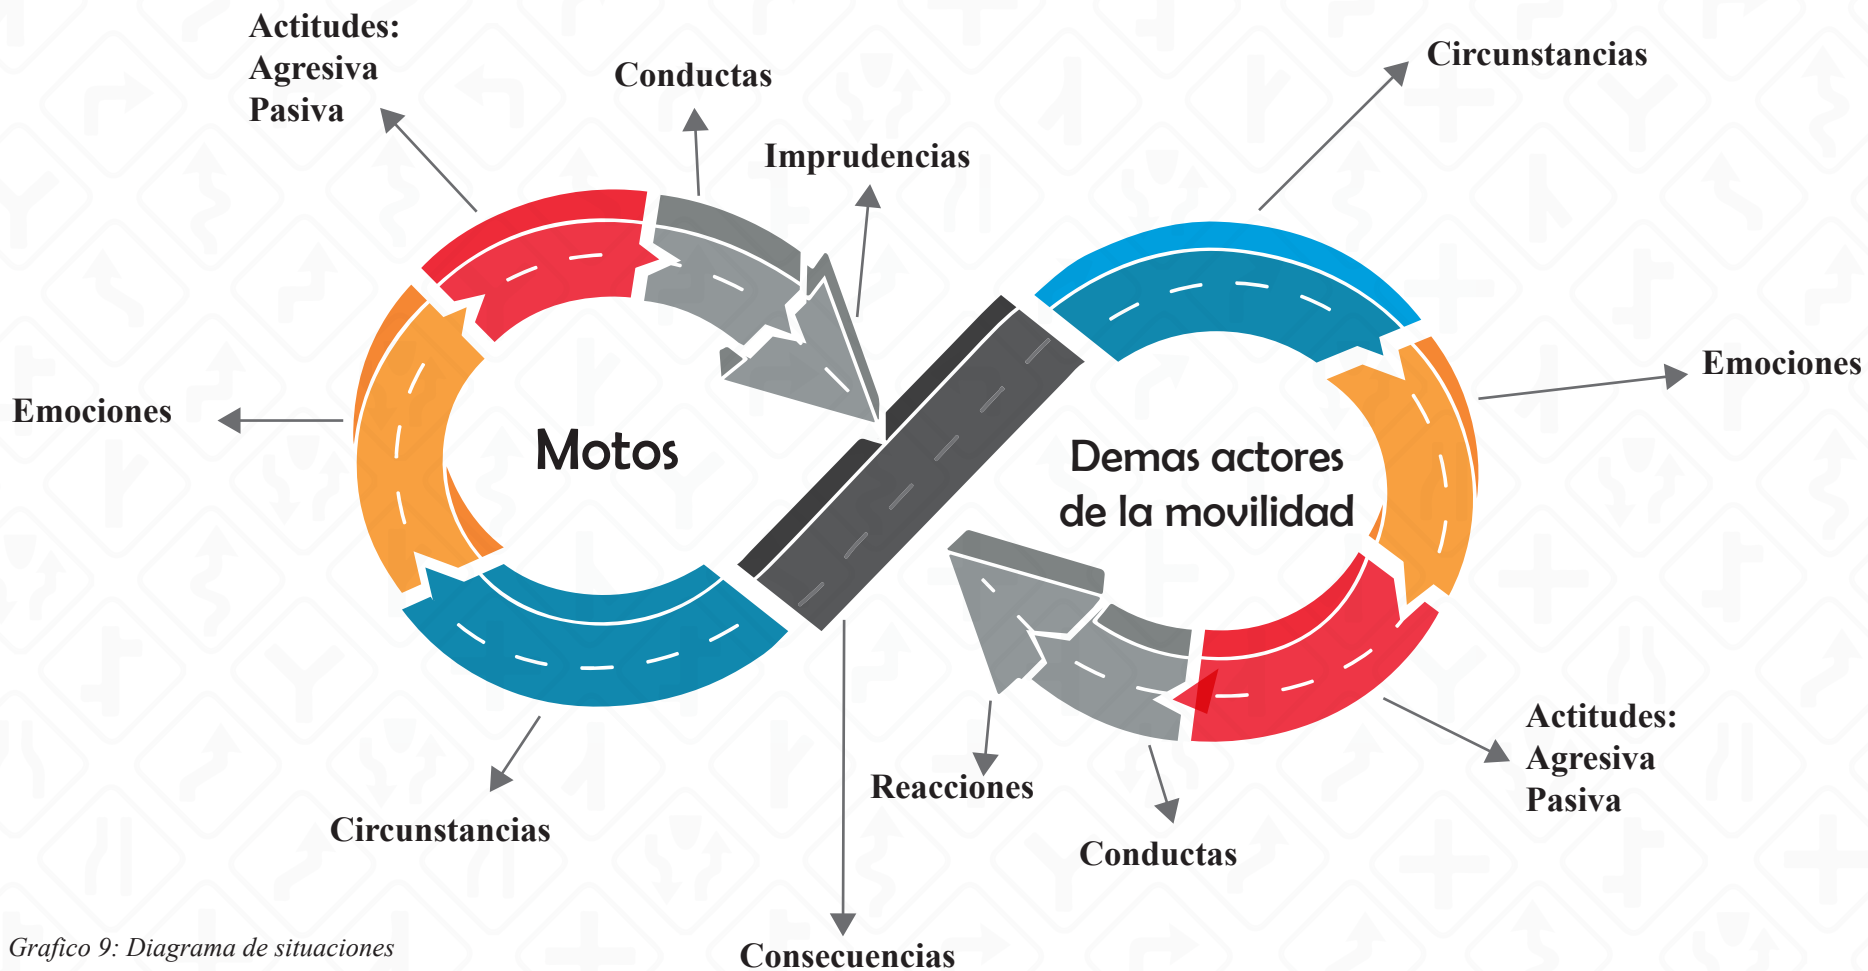 Actitudes:
Agresiva
Pasiva
Conductas
Imprudencias
Circunstancias
Emociones
Emociones
Motos
Demas actores
de la movilidad
Actitudes:
Agresiva
Pasiva
Reacciones
Circunstancias
Conductas
Consecuencias
Grafico 9: Diagrama de situaciones